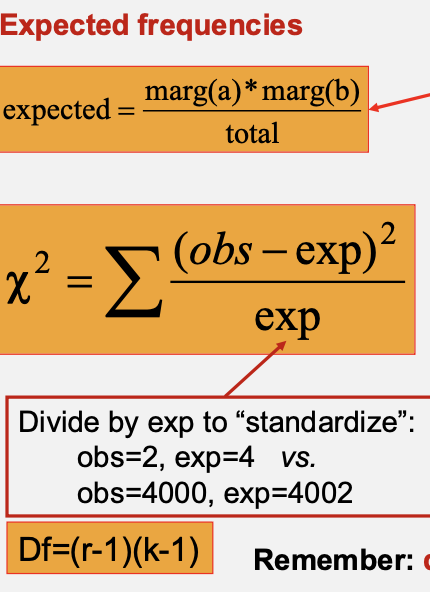 Expected frequencies
expected = marg(a)*marg(b) / total
χ² = ∑ (obs – exp)² / exp
Divide by exp to “standardize”:
obs=2, exp=4 vs.
obs=4000, exp=4002
Df=(r-1)(k-1)
Remember: